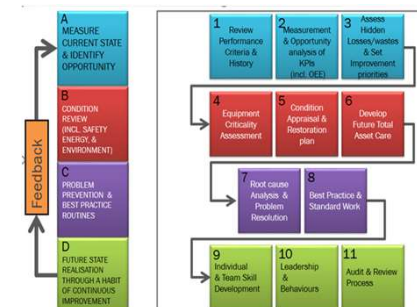 A
MEASURE
CURRENT STATE
& IDENTIFY
OPPORTUNITY
B
CONDITION
REVIEW
(INCL. SAFETY
ENERGY, &
ENVIRONMENT)
C
PROBLEM
PREVENTION &
BEST PRACTICE
ROUTINES
D
FUTURE STATE
REALISATION
THROUGH A HABIT
OF CONTINUOUS
IMPROVEMENT
Feedback
1
Review
Performance
Criteria &
History
2
Measurement
& Opportunity
analysis of
KPIs
(incl. OEE)
3
Assess
Hidden
Losses/wastes
& Set
Improvement
priorities
4
Equipment
Criticality
Assessment
5
Condition
Appraisal &
Restoration
plan
6
Develop
Future Total
Asset Care
7
Root cause
Analysis &
Problem
Resolution
8
Best Practice &
Standard Work
9
Individual
& Team Skill
Development
10
Leadership
&
Behaviours
11
Audit & Review
Process